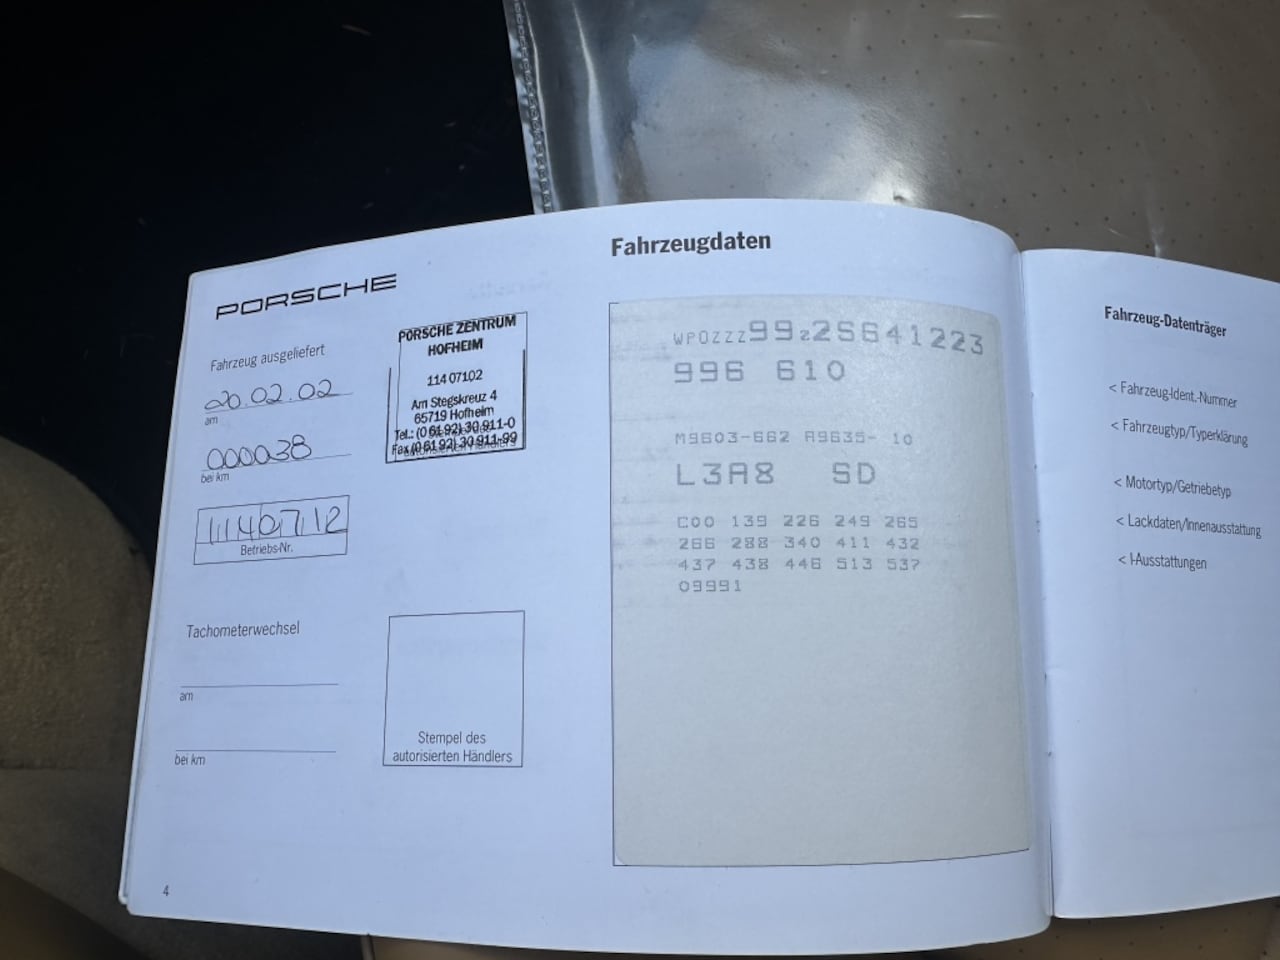 PORSCHE
Fahrzeug ausgeliefert
20.02.02
am
000038
bei km
11140712
Betriebs-Nr.
PORSCHE ZENTRUM
HOFHEIM
114 07102
Am Stegskreuz 4
65719 Hofheim
Tel.: (0 61 92) 30 911-0
Fax (0 61 92) 30 911-99
autorisierten Händlers
Tachometerwechsel
am
bei km
Stempel des
autorisierten Händlers
4
Fahrzeugdaten
WP0ZZZ99z2S641223
996 610
M9603-662 A9635- 10
L3A8 SD
C00 139 226 249 265
266 288 340 411 432
437 438 446 513 537
09991
Fahrzeug-Datenträger
< Fahrzeug-Ident.-Nummer
< Fahrzeugtyp/Typerklärung
< Motortyp/Getriebetyp
< Lackdaten/Innenausstattung
< I-Ausstattungen